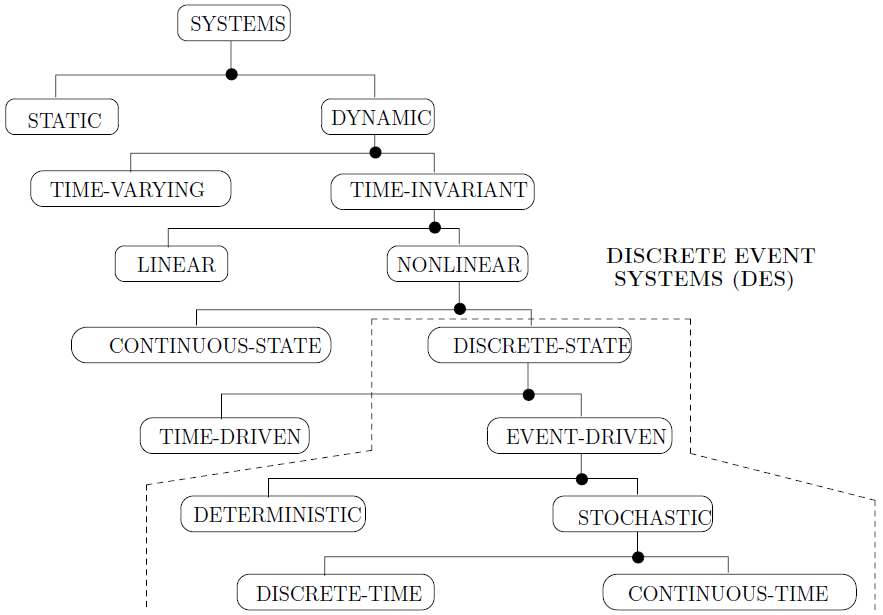 SYSTEMS
STATIC
DYNAMIC
TIME-VARYING
TIME-INVARIANT
LINEAR
NONLINEAR
DISCRETE EVENT
SYSTEMS (DES)
CONTINUOUS-STATE
DISCRETE-STATE
TIME-DRIVEN
EVENT-DRIVEN
DETERMINISTIC
STOCHASTIC
DISCRETE-TIME
CONTINUOUS-TIME